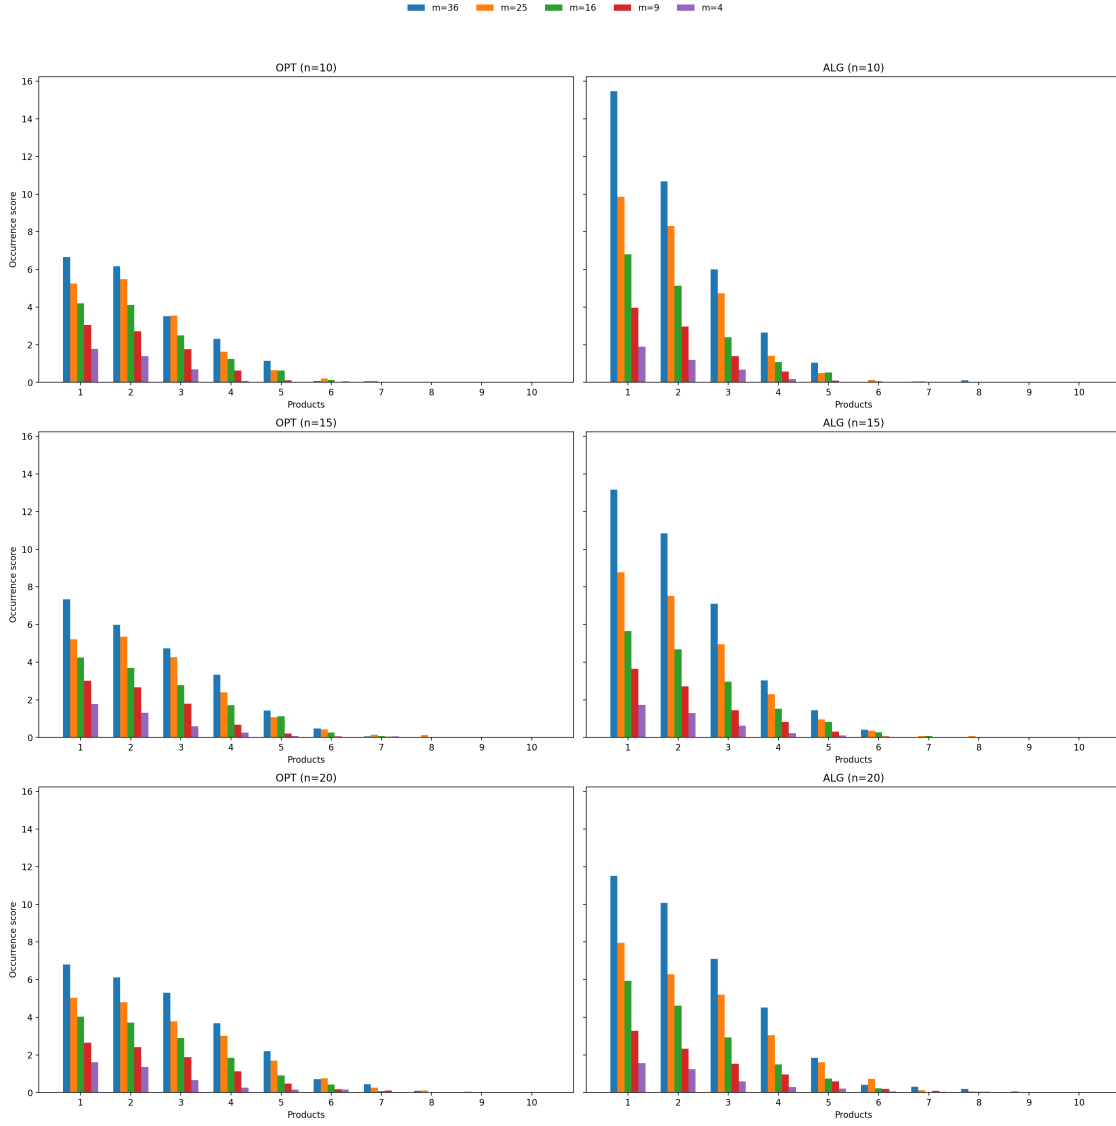 m=36 m=25 m=16 m=9 m=4
OPT (n=10)
ALG (n=10)
16
14
12
10
8
6
4
2
0
Occurrence score
1 2 3 4 5 6 7 8 9 10
1 2 3 4 5 6 7 8 9 10
Products
Products
OPT (n=15)
ALG (n=15)
16
14
12
10
8
6
4
2
0
Occurrence score
1 2 3 4 5 6 7 8 9 10
1 2 3 4 5 6 7 8 9 10
Products
Products
OPT (n=20)
ALG (n=20)
16
14
12
10
8
6
4
2
0
Occurrence score
1 2 3 4 5 6 7 8 9 10
1 2 3 4 5 6 7 8 9 10
Products
Products